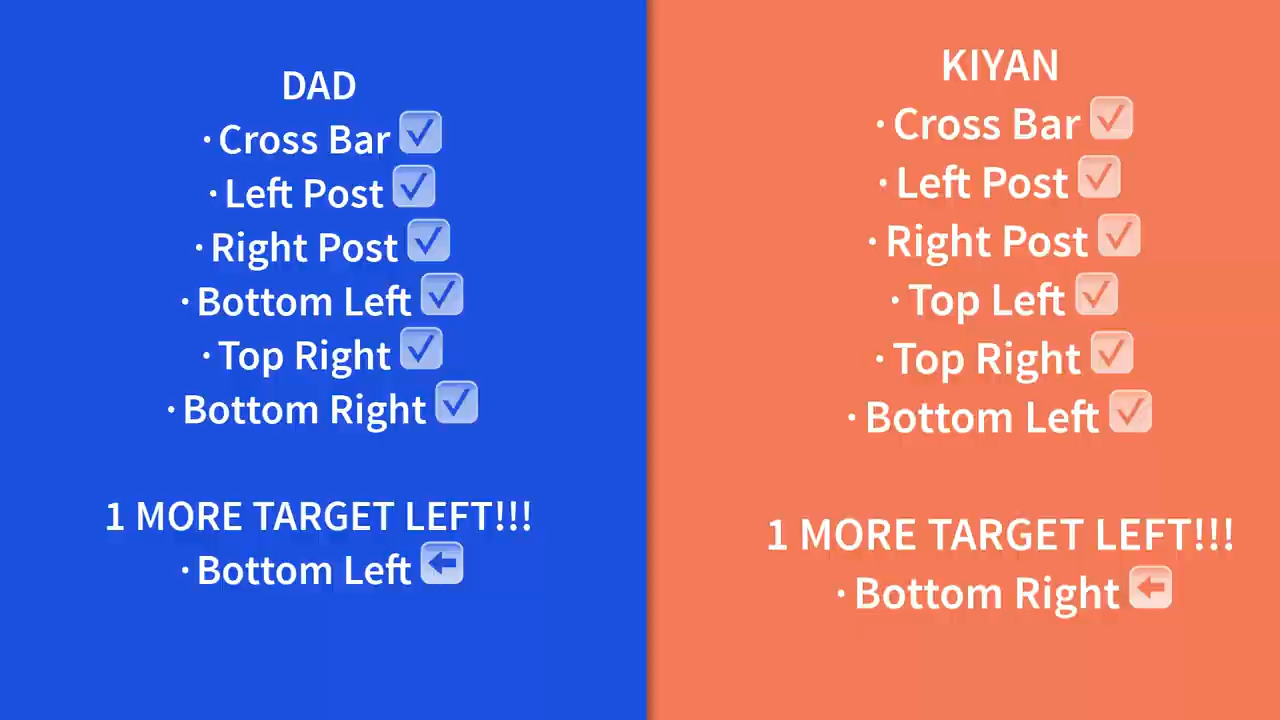 DAD
· Cross Bar ☑
· Left Post ☑
· Right Post ☑
· Bottom Left ☑
· Top Right ☑
· Bottom Right ☑
1 MORE TARGET LEFT!!!
· Bottom Left ⬅
KIYAN
· Cross Bar ☑
· Left Post ☑
· Right Post ☑
· Top Left ☑
· Top Right ☑
· Bottom Left ☑
1 MORE TARGET LEFT!!!
· Bottom Right ⬅